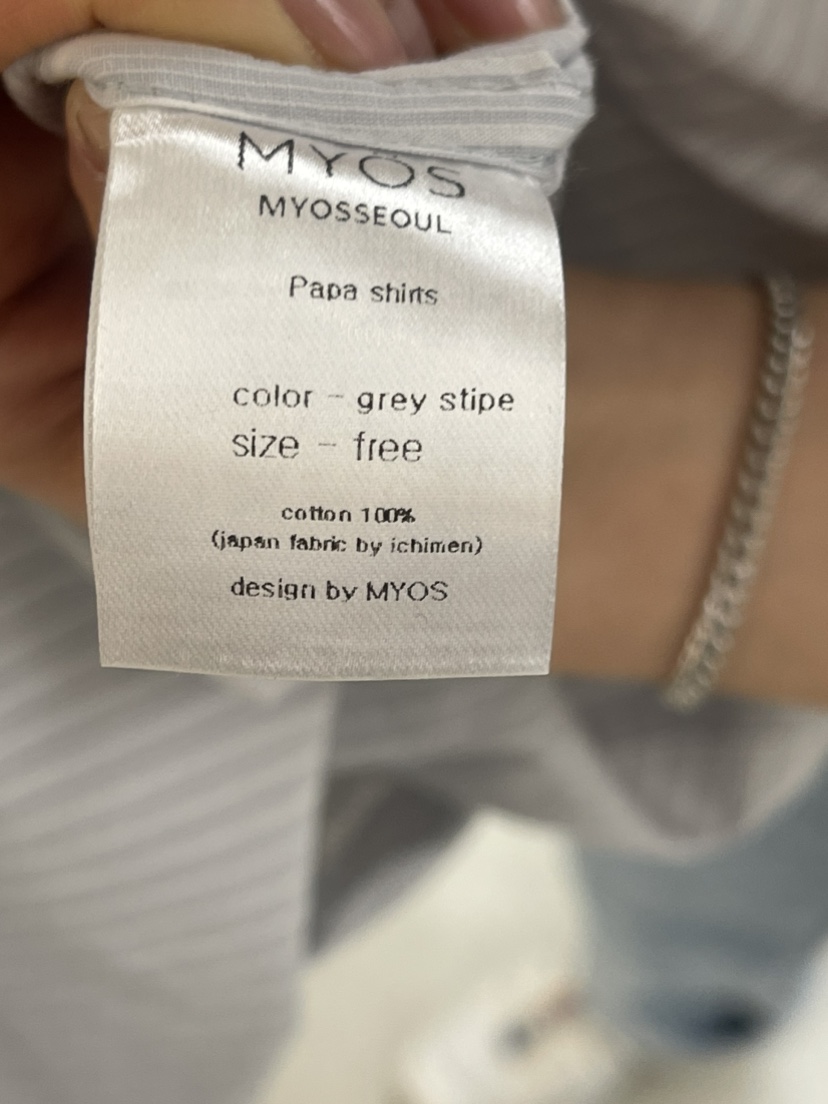 MYOS
MYOSSEOUL
Papa shirts
color - grey stipe
size - free
cotton 100%
(japan fabric by ichimen)
design by MYOS